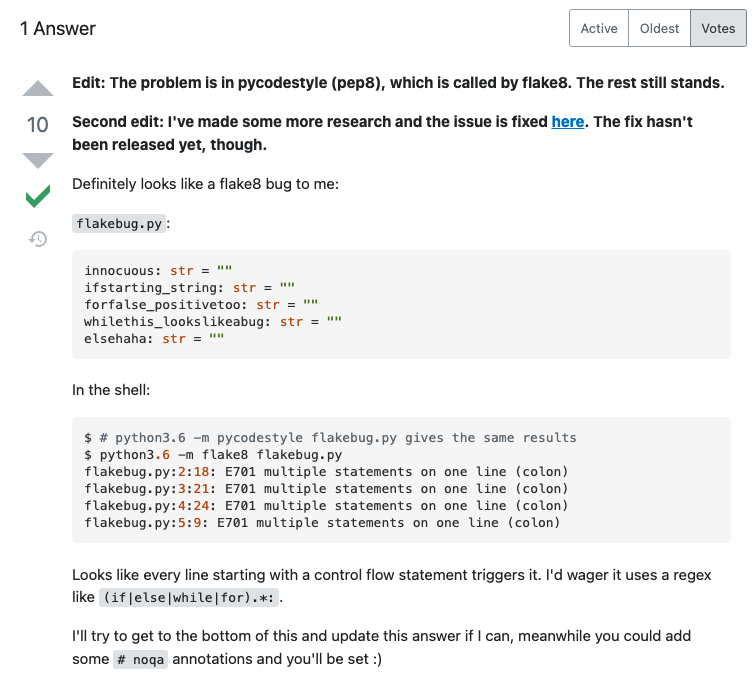 1 Answer
Active Oldest Votes
Edit: The problem is in pycodestyle (pep8), which is called by flake8. The rest still stands.
10
Second edit: I've made some more research and the issue is fixed here. The fix hasn't
been released yet, though.
Definitely looks like a flake8 bug to me:
flakebug.py:
innocuous: str = ""
ifstarting_string: str = ""
forfalse_positivetoo: str = ""
whilethis_lookslikeabug: str = ""
elsehaha: str = ""
In the shell:
$ # python3.6 -m pycodestyle flakebug.py gives the same results
$ python3.6 -m flake8 flakebug.py
flakebug.py:2:18: E701 multiple statements on one line (colon)
flakebug.py:3:21: E701 multiple statements on one line (colon)
flakebug.py:4:24: E701 multiple statements on one line (colon)
flakebug.py:5:9: E701 multiple statements on one line (colon)
Looks like every line starting with a control flow statement triggers it. I'd wager it uses a regex
like (if|else|while|for).*:.
I'll try to get to the bottom of this and update this answer if I can, meanwhile you could add
some # noqa annotations and you'll be set :)